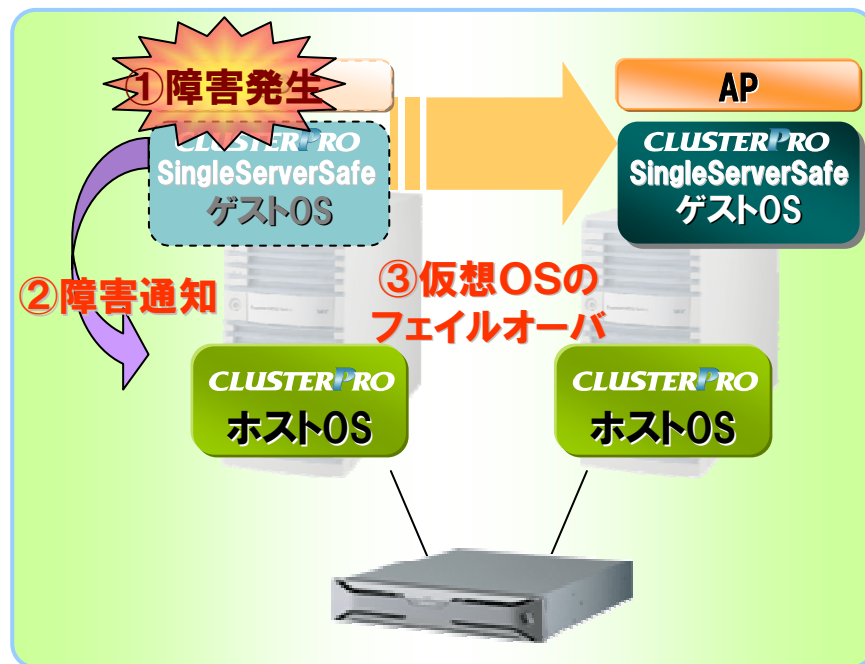 ①障害発生
AP
CLUSTERPRO
SingleServerSafe
ゲストOS
CLUSTERPRO
SingleServerSafe
ゲストOS
②障害通知
③仮想OSの
フェイルオーバ
CLUSTERPRO
ホストOS
CLUSTERPRO
ホストOS